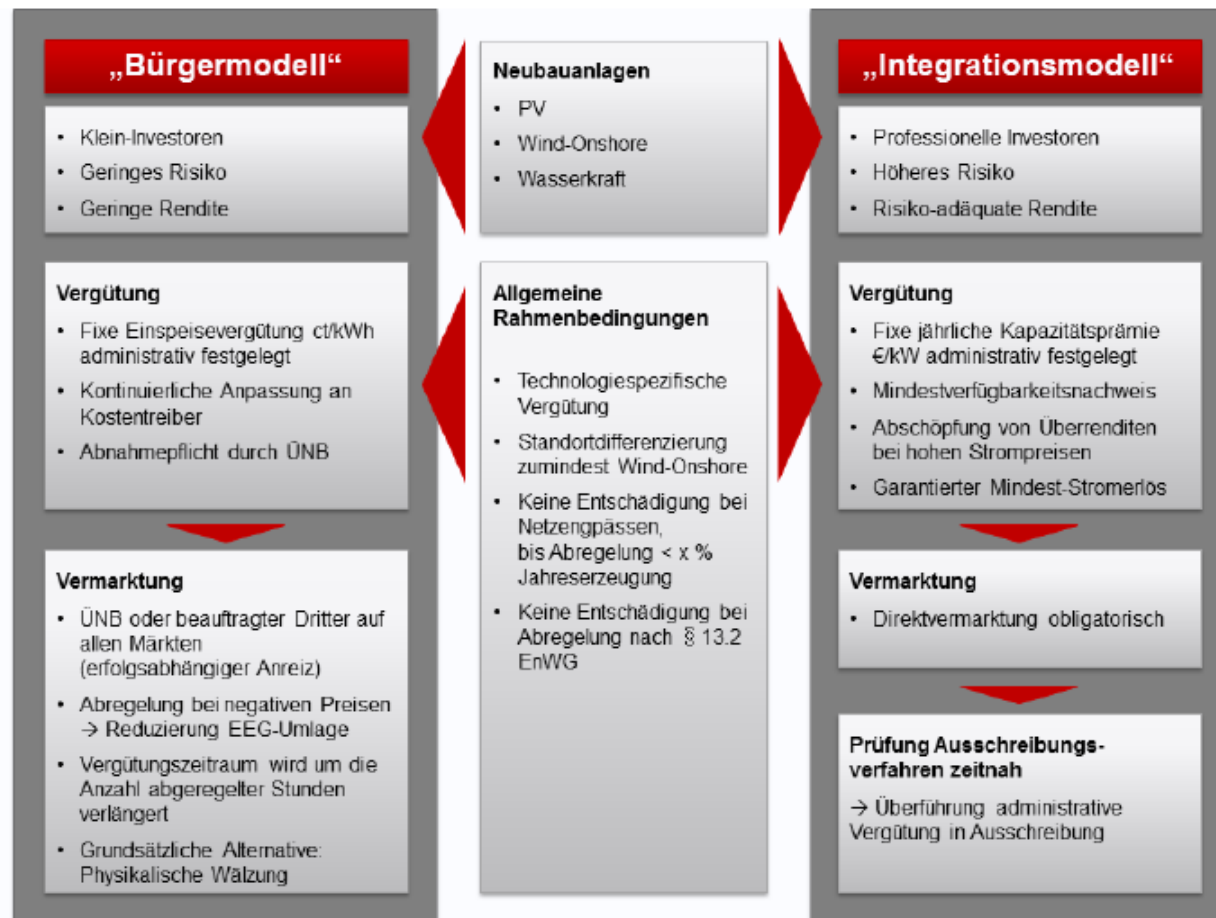 „Bürgermodell“
• Klein-Investoren
• Geringes Risiko
• Geringe Rendite
Vergütung
• Fixe Einspeisevergütung ct/kWh
administrativ festgelegt
• Kontinuierliche Anpassung an
Kostentreiber
• Abnahmepflicht durch ÜNB
Vermarktung
• ÜNB oder beauftragter Dritter auf
allen Märkten
(erfolgsabhängiger Anreiz)
• Abregelung bei negativen Preisen
→ Reduzierung EEG-Umlage
• Vergütungszeitraum wird um die
Anzahl abgeregelter Stunden
verlängert
• Grundsätzliche Alternative:
Physikalische Wälzung
Neubauanlagen
• PV
• Wind-Onshore
• Wasserkraft
Allgemeine
Rahmenbedingungen
• Technologiespezifische
Vergütung
• Standortdifferenzierung
zumindest Wind-Onshore
• Keine Entschädigung bei
Netzengpässen,
bis Abregelung < x %
Jahreserzeugung
• Keine Entschädigung bei
Abregelung nach § 13.2
EnWG
„Integrationsmodell“
• Professionelle Investoren
• Höheres Risiko
• Risiko-adäquate Rendite
Vergütung
• Fixe jährliche Kapazitätsprämie
€/kW administrativ festgelegt
• Mindestverfügbarkeitsnachweis
• Abschöpfung von Überrenditen
bei hohen Strompreisen
• Garantierter Mindest-Stromerlös
Vermarktung
• Direktvermarktung obligatorisch
Prüfung Ausschreibungs-
verfahren zeitnah
→ Überführung administrative
Vergütung in Ausschreibung